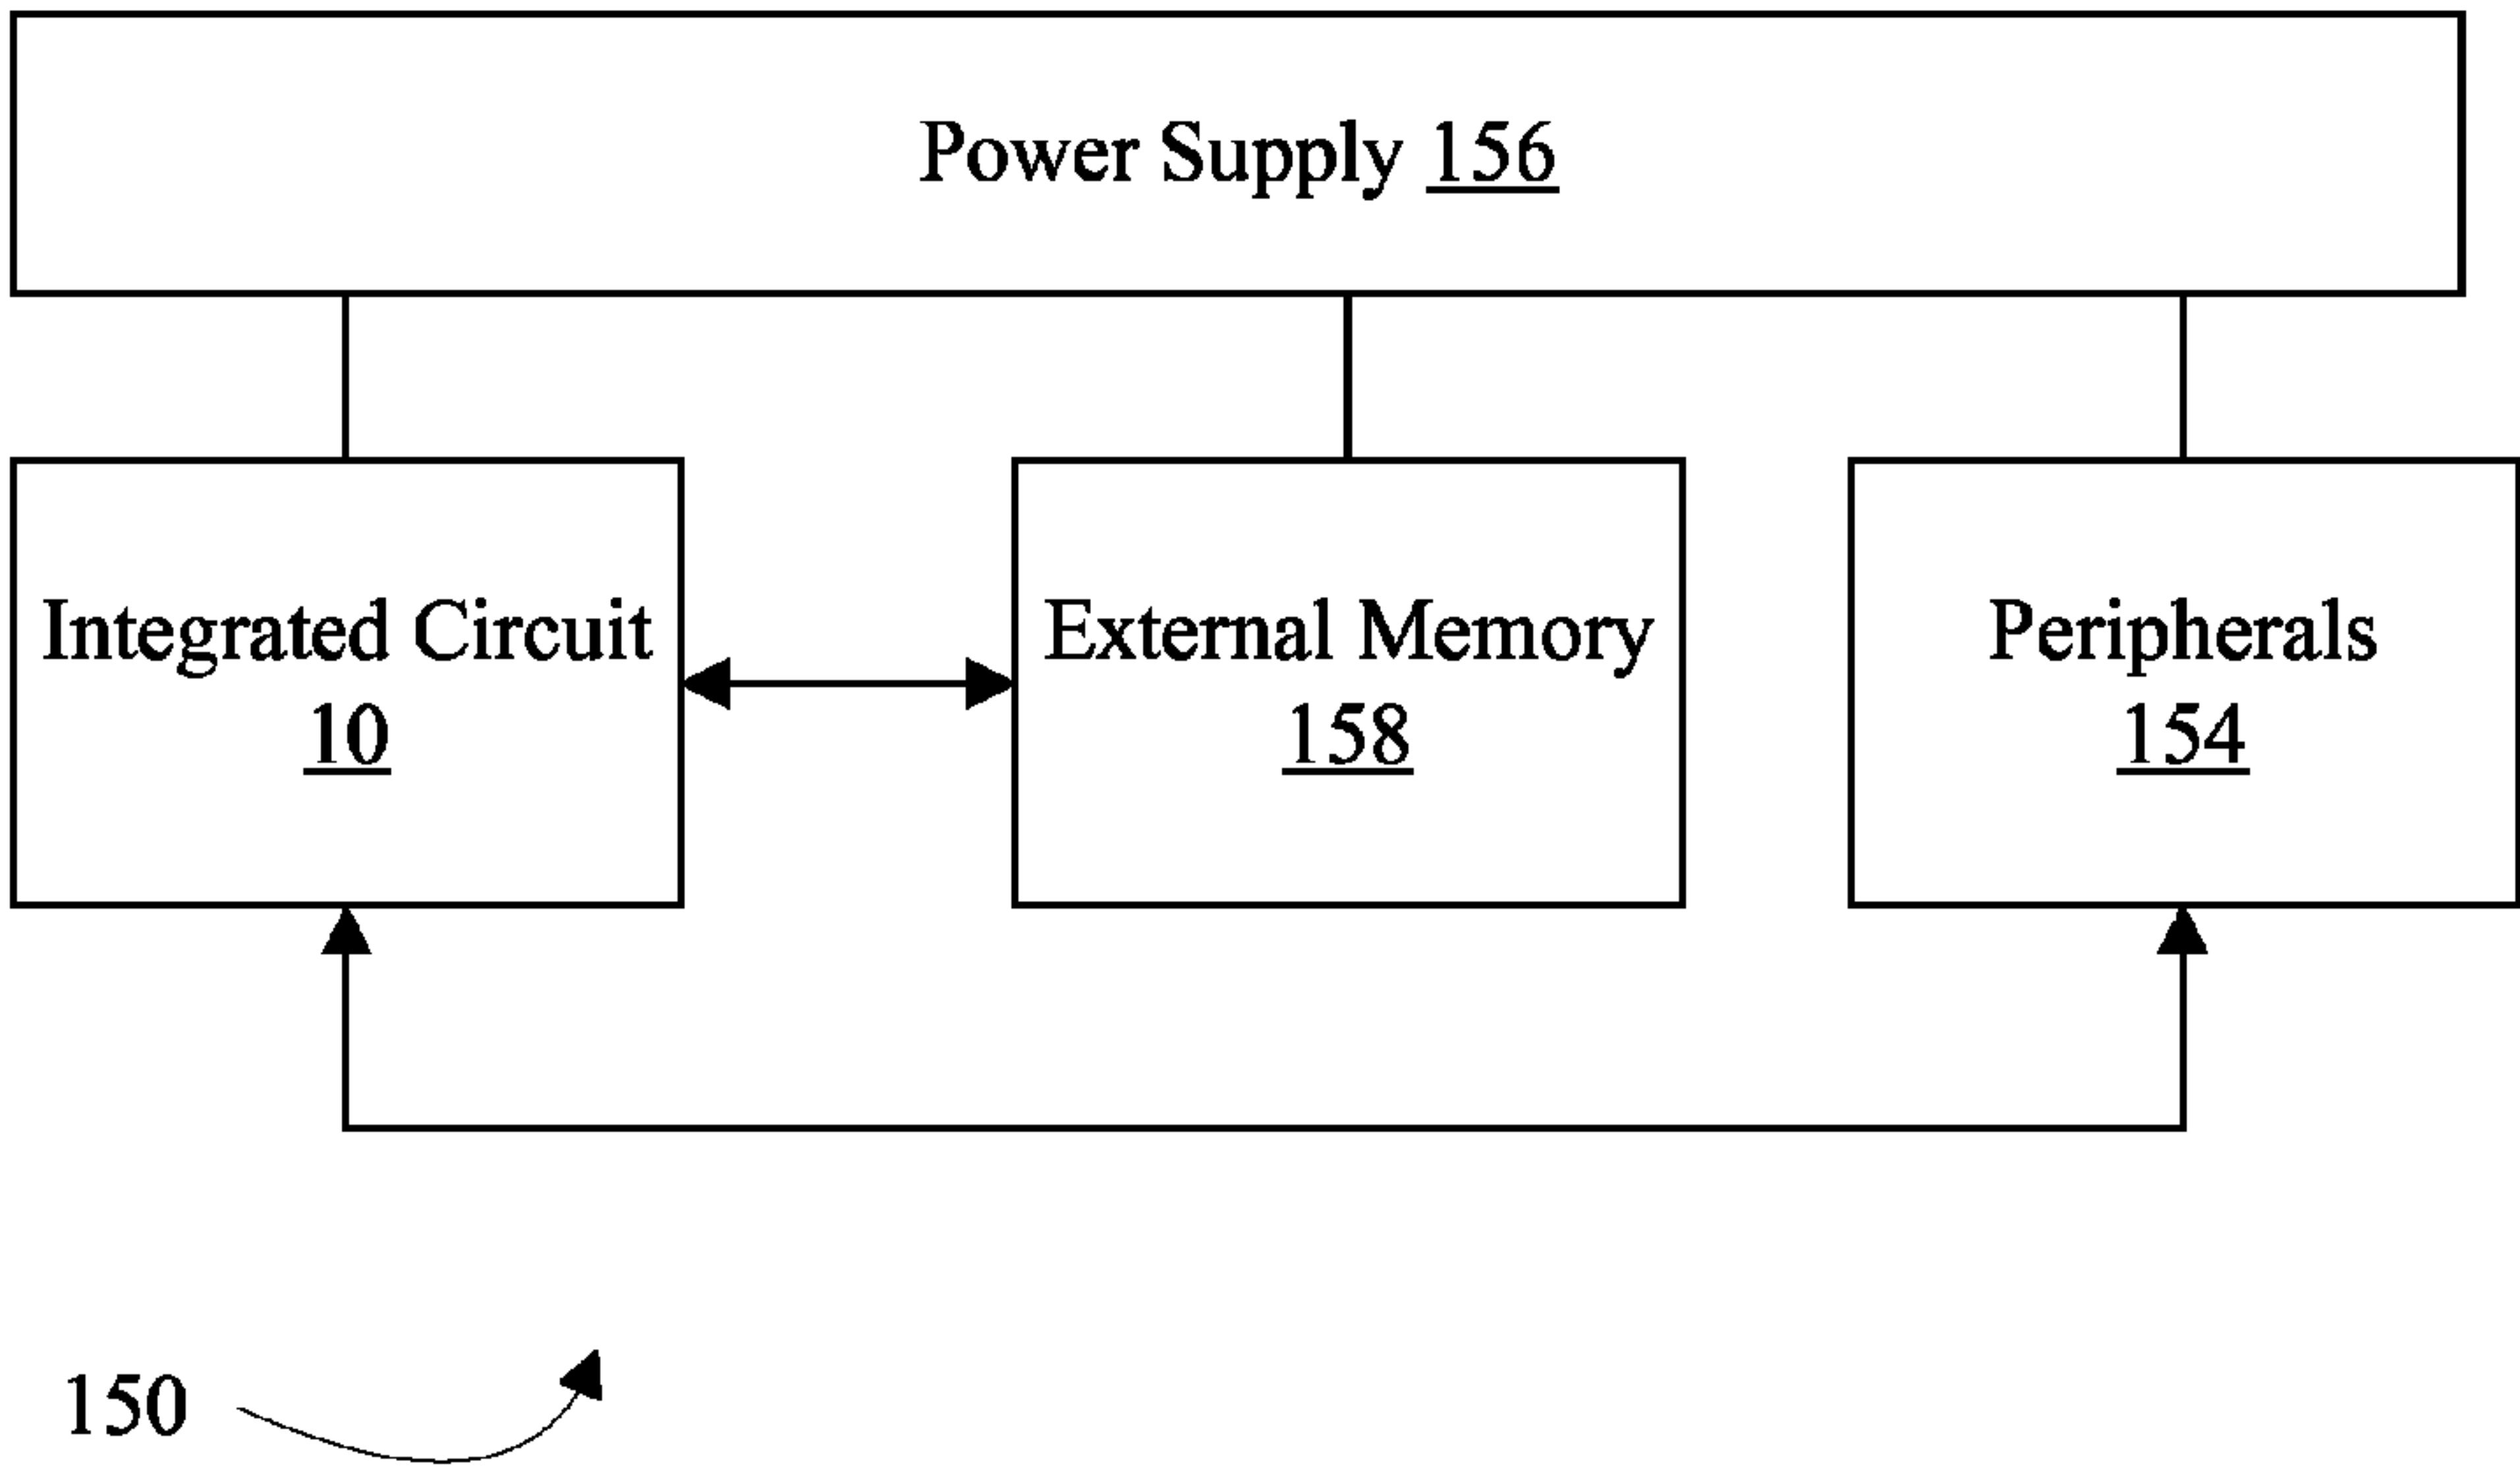 Power Supply 156
Integrated Circuit
10
External Memory
158
Peripherals
154
150